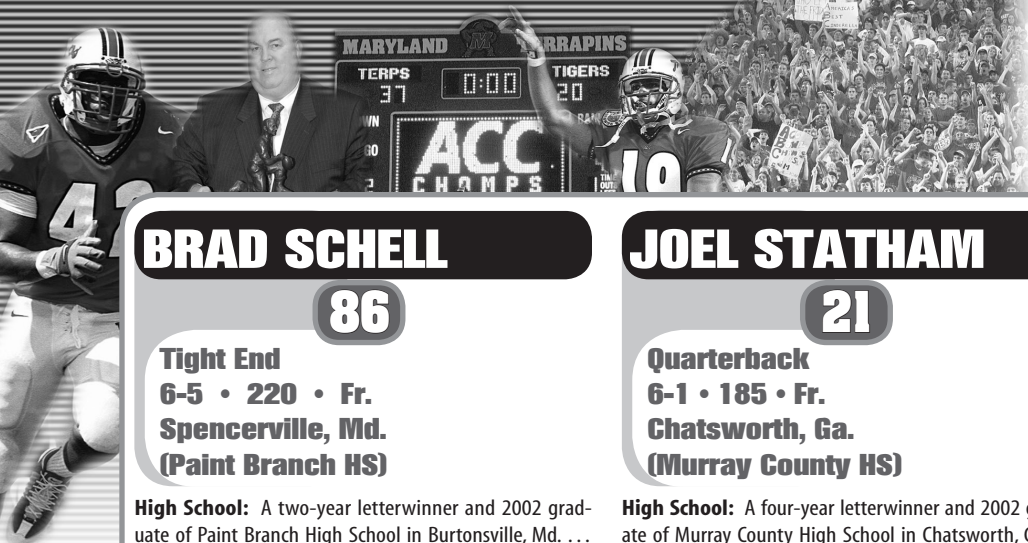 MARYLAND M TERRAPINS
TERPS TIGERS
37 0:00 20
ACC
CHAMPS
42
19
BRAD SCHELL
86
Tight End
6-5 • 220 • Fr.
Spencerville, Md.
(Paint Branch HS)
High School: A two-year letterwinner and 2002 grad-
uate of Paint Branch High School in Burtonsville, Md. . . .
JOEL STATHAM
21
Quarterback
6-1 • 185 • Fr.
Chatsworth, Ga.
(Murray County HS)
High School: A four-year letterwinner and 2002 g
ate of Murray County High School in Chatsworth, G